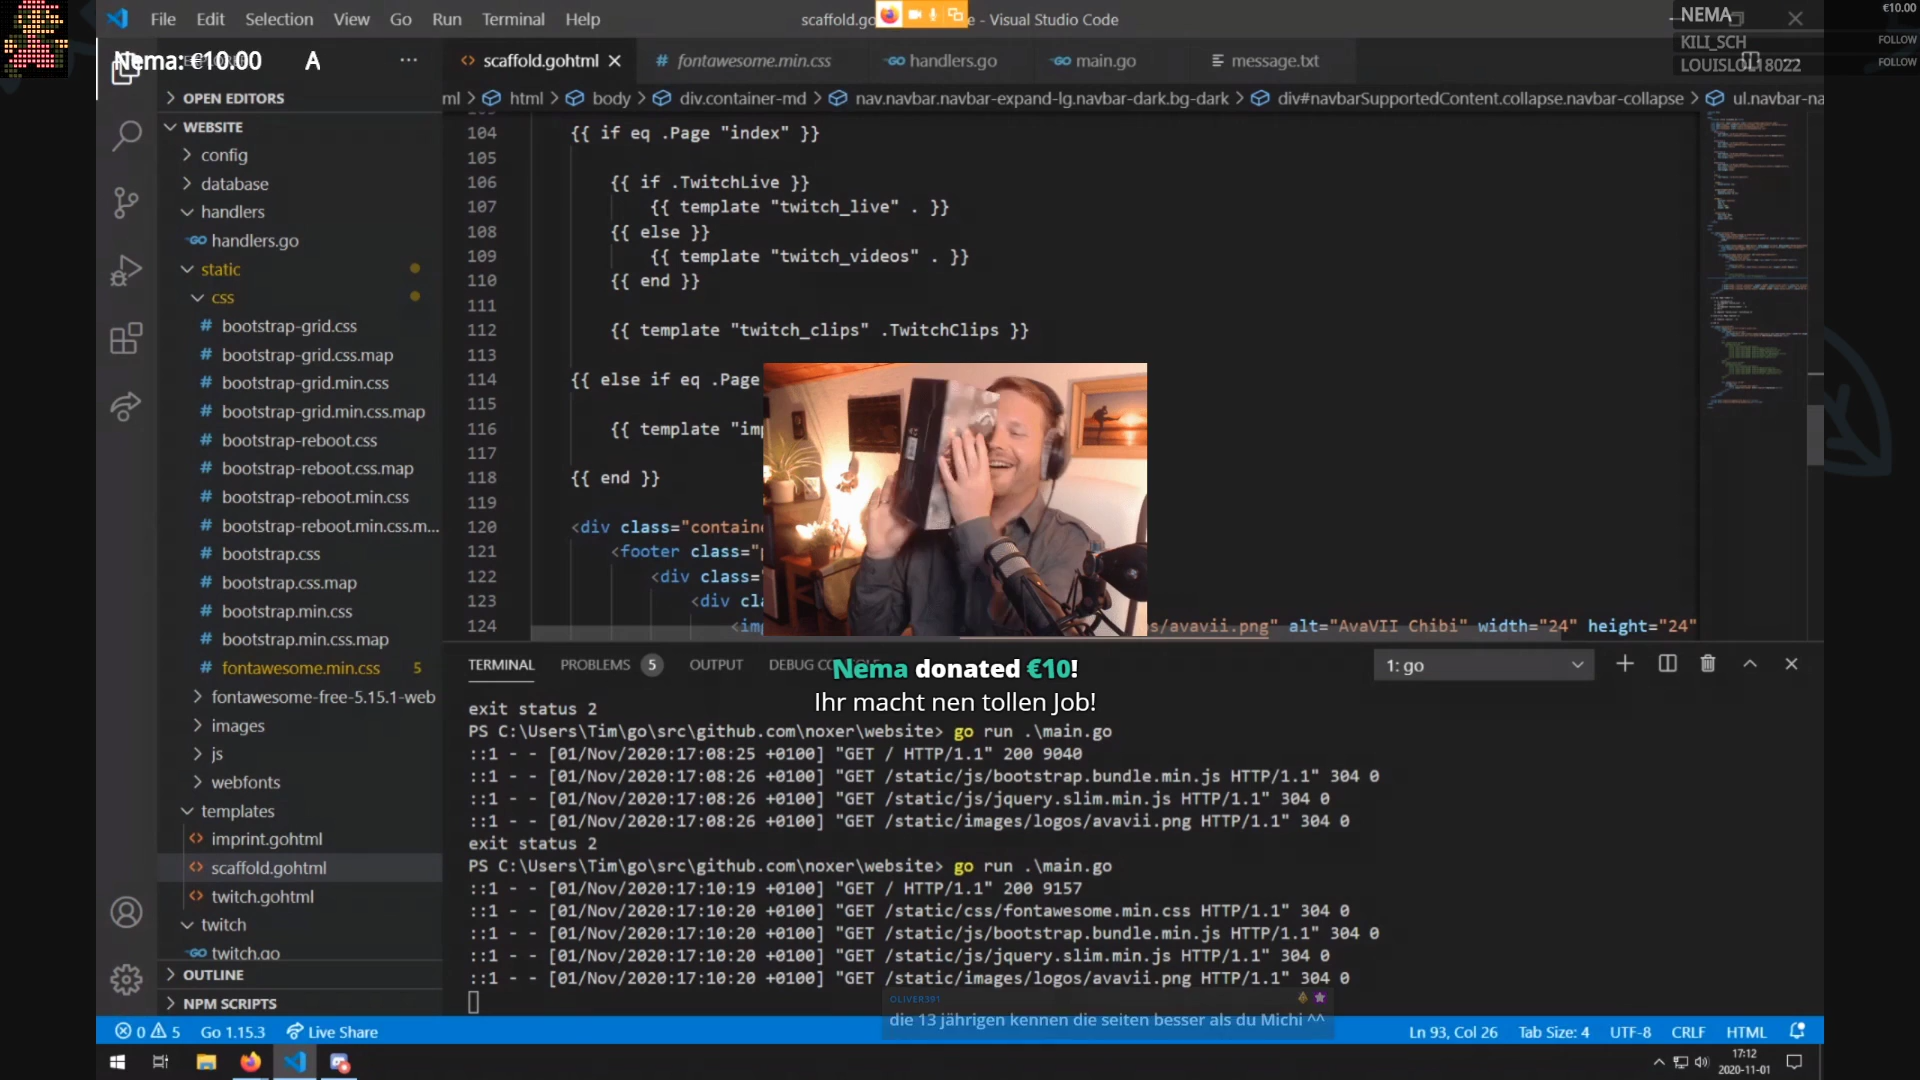 File Edit Selection View Go Run Terminal Help
scaffold.go
e - Visual Studio Code
NEMA
€10.00
KILI_SCH
FOLLOW
LOUISLOL18022
FOLLOW
Nema: €10.00 A
scaffold.gohtml
fontawesome.min.css
handlers.go
main.go
message.txt
ml > html > body > div.container-md > nav.navbar.navbar-expand-lg.navbar-dark.bg-dark > div#navbarSupportedContent.collapse.navbar-collapse > ul.navbar-na
OPEN EDITORS
WEBSITE
config
database
handlers
handlers.go
static
css
bootstrap-grid.css
bootstrap-grid.css.map
bootstrap-grid.min.css
bootstrap-grid.min.css.map
bootstrap-reboot.css
bootstrap-reboot.css.map
bootstrap-reboot.min.css
bootstrap-reboot.min.css.m...
bootstrap.css
bootstrap.css.map
bootstrap.min.css
bootstrap.min.css.map
fontawesome.min.css 5
fontawesome-free-5.15.1-web
images
js
webfonts
templates
imprint.gohtml
scaffold.gohtml
twitch.gohtml
twitch
twitch.go
OUTLINE
NPM SCRIPTS
104 {{ if eq .Page "index" }}
105
106 {{ if .TwitchLive }}
107 {{ template "twitch_live" . }}
108 {{ else }}
109 {{ template "twitch_videos" . }}
110 {{ end }}
111
112 {{ template "twitch_clips" .TwitchClips }}
113
114 {{ else if eq .Page
115
116 {{ template "imp
117
118 {{ end }}
119
120 <div class="containe
121 <footer class="p
122 <div class="
123 <div cla
124 <img s/avavii.png" alt="AvaVII Chibi" width="24" height="24"
TERMINAL PROBLEMS 5 OUTPUT DEBUG CO
1: go
Nema donated €10!
Ihr macht nen tollen Job!
exit status 2
PS C:\Users\Tim\go\src\github.com\noxer\website> go run .\main.go
::1 - - [01/Nov/2020:17:08:25 +0100] "GET / HTTP/1.1" 200 9040
::1 - - [01/Nov/2020:17:08:26 +0100] "GET /static/js/bootstrap.bundle.min.js HTTP/1.1" 304 0
::1 - - [01/Nov/2020:17:08:26 +0100] "GET /static/js/jquery.slim.min.js HTTP/1.1" 304 0
::1 - - [01/Nov/2020:17:08:26 +0100] "GET /static/images/logos/avavii.png HTTP/1.1" 304 0
exit status 2
PS C:\Users\Tim\go\src\github.com\noxer\website> go run .\main.go
::1 - - [01/Nov/2020:17:10:19 +0100] "GET / HTTP/1.1" 200 9157
::1 - - [01/Nov/2020:17:10:20 +0100] "GET /static/css/fontawesome.min.css HTTP/1.1" 304 0
::1 - - [01/Nov/2020:17:10:20 +0100] "GET /static/js/bootstrap.bundle.min.js HTTP/1.1" 304 0
::1 - - [01/Nov/2020:17:10:20 +0100] "GET /static/js/jquery.slim.min.js HTTP/1.1" 304 0
::1 - - [01/Nov/2020:17:10:20 +0100] "GET /static/images/logos/avavii.png HTTP/1.1" 304 0
OLIVER391
die 13 jährigen kennen die seiten besser als du Michi ^^
0 5 Go 1.15.3 Live Share
Ln 93, Col 26 Tab Size: 4 UTF-8 CRLF HTML
17:12
2020-11-01